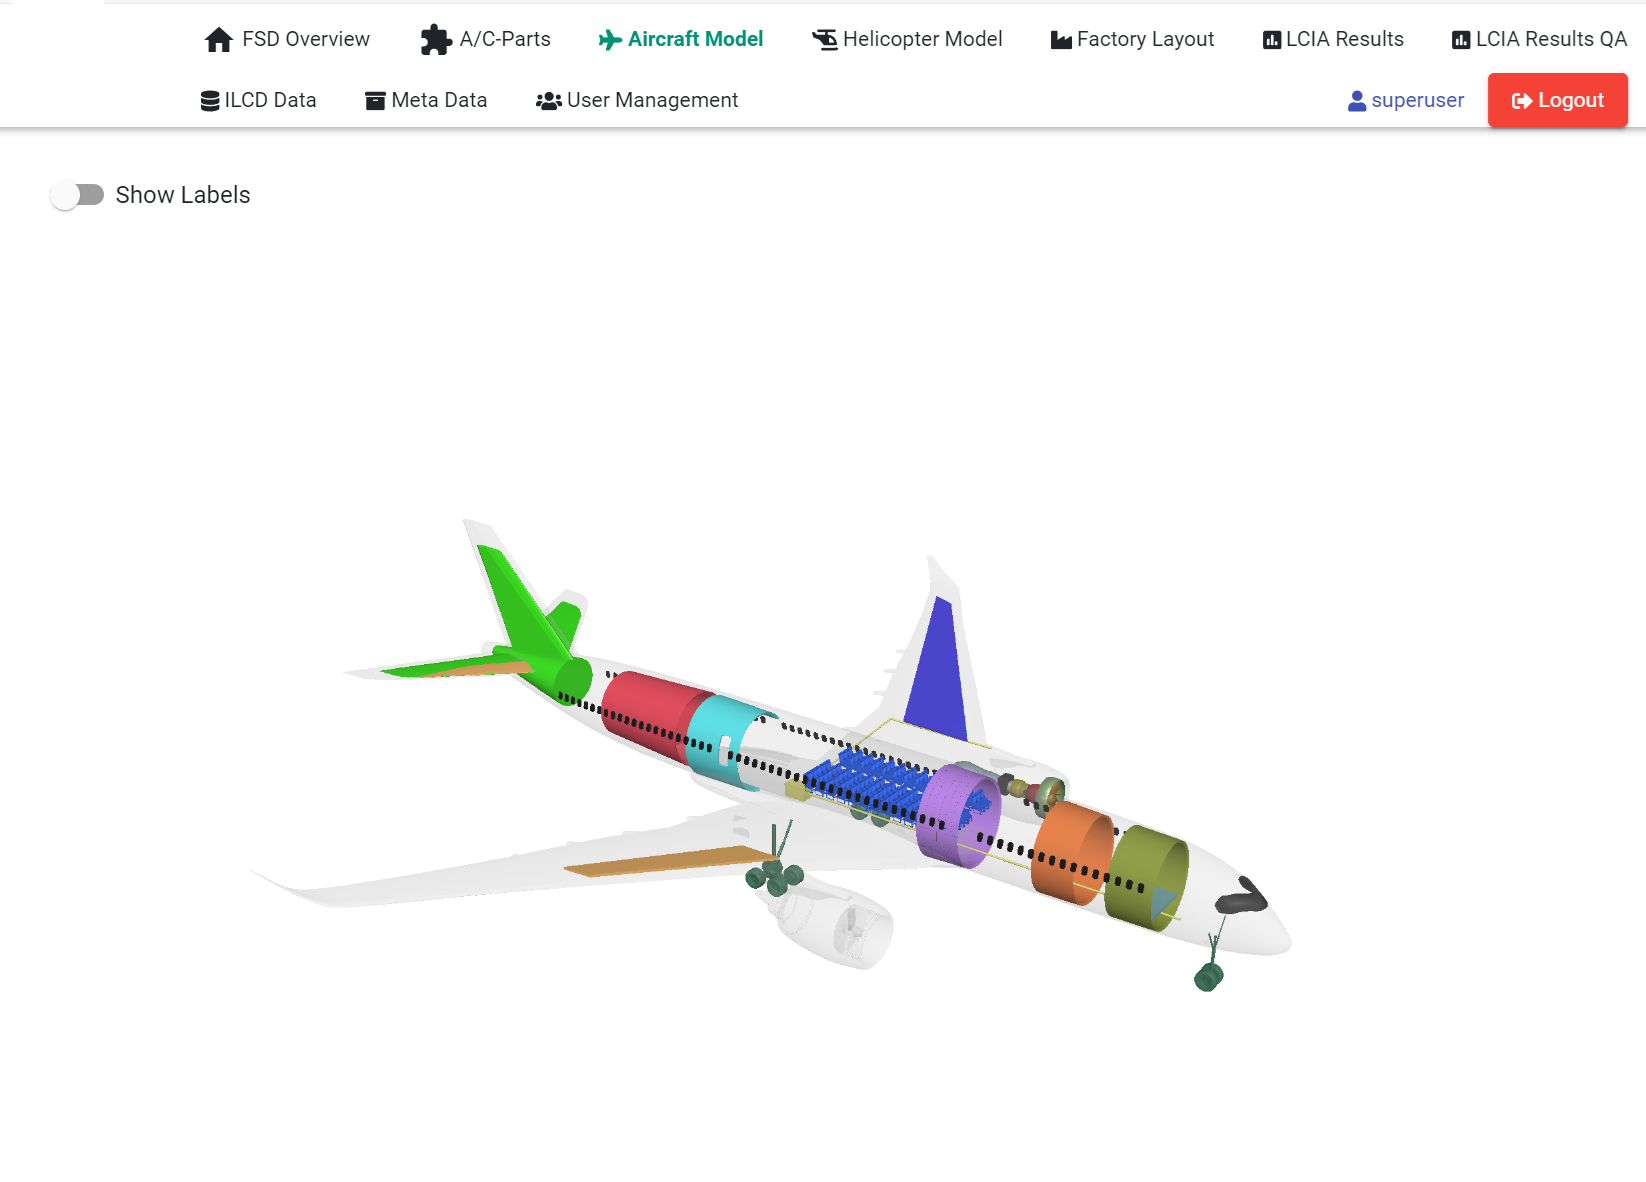 FSD Overview A/C-Parts Aircraft Model Helicopter Model Factory Layout LCIA Results LCIA Results QA
ILCD Data Meta Data User Management superuser Logout
Show Labels